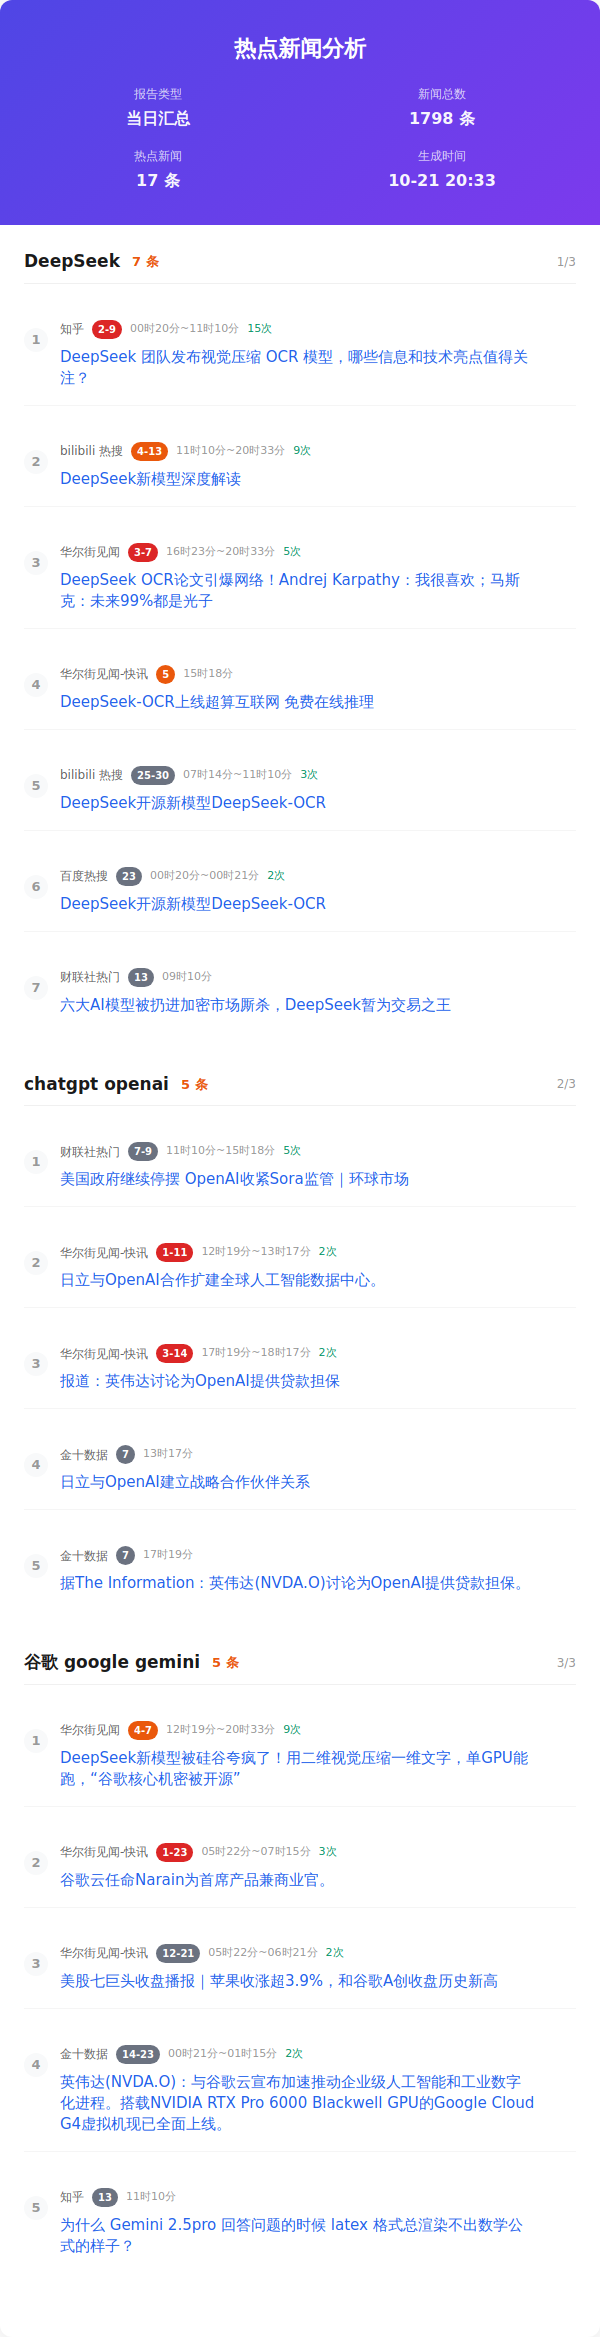 热点新闻分析
报告类型
新闻总数
当日汇总
1798 条
热点新闻
生成时间
17 条
10-21 20:33
DeepSeek 7 条 1/3
1
知乎 2-9 00时20分~11时10分 15次
DeepSeek 团队发布视觉压缩 OCR 模型，哪些信息和技术亮点值得关
注？
2
bilibili 热搜 4-13 11时10分~20时33分 9次
DeepSeek新模型深度解读
3
华尔街见闻 3-7 16时23分~20时33分 5次
DeepSeek OCR论文引爆网络！Andrej Karpathy：我很喜欢；马斯
克：未来99%都是光子
4
华尔街见闻-快讯 5 15时18分
DeepSeek-OCR上线超算互联网 免费在线推理
5
bilibili 热搜 25-30 07时14分~11时10分 3次
DeepSeek开源新模型DeepSeek-OCR
6
百度热搜 23 00时20分~00时21分 2次
DeepSeek开源新模型DeepSeek-OCR
7
财联社热门 13 09时10分
六大AI模型被扔进加密市场厮杀，DeepSeek暂为交易之王
chatgpt openai 5 条 2/3
1
财联社热门 7-9 11时10分~15时18分 5次
美国政府继续停摆 OpenAI收紧Sora监管｜环球市场
2
华尔街见闻-快讯 1-11 12时19分~13时17分 2次
日立与OpenAI合作扩建全球人工智能数据中心。
3
华尔街见闻-快讯 3-14 17时19分~18时17分 2次
报道：英伟达讨论为OpenAI提供贷款担保
4
金十数据 7 13时17分
日立与OpenAI建立战略合作伙伴关系
5
金十数据 7 17时19分
据The Information：英伟达(NVDA.O)讨论为OpenAI提供贷款担保。
谷歌 google gemini 5 条 3/3
1
华尔街见闻 4-7 12时19分~20时33分 9次
DeepSeek新模型被硅谷夸疯了！用二维视觉压缩一维文字，单GPU能
跑，“谷歌核心机密被开源”
2
华尔街见闻-快讯 1-23 05时22分~07时15分 3次
谷歌云任命Narain为首席产品兼商业官。
3
华尔街见闻-快讯 12-21 05时22分~06时21分 2次
美股七巨头收盘播报｜苹果收涨超3.9%，和谷歌A创收盘历史新高
4
金十数据 14-23 00时21分~01时15分 2次
英伟达(NVDA.O)：与谷歌云宣布加速推动企业级人工智能和工业数字
化进程。搭载NVIDIA RTX Pro 6000 Blackwell GPU的Google Cloud
G4虚拟机现已全面上线。
5
知乎 13 11时10分
为什么 Gemini 2.5pro 回答问题的时候 latex 格式总渲染不出数学公
式的样子？